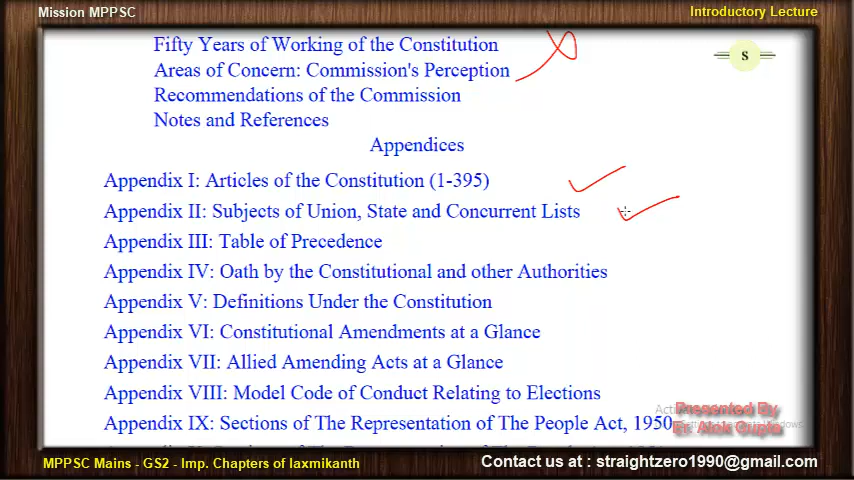 Mission MPPSC
Introductory Lecture
Fifty Years of Working of the Constitution
S
Areas of Concern: Commission's Perception
Recommendations of the Commission
Notes and References
Appendices
Appendix I: Articles of the Constitution (1-395)
Appendix II: Subjects of Union, State and Concurrent Lists
Appendix III: Table of Precedence
Appendix IV: Oath by the Constitutional and other Authorities
Appendix V: Definitions Under the Constitution
Appendix VI: Constitutional Amendments at a Glance
Appendix VII: Allied Amending Acts at a Glance
Appendix VIII: Model Code of Conduct Relating to Elections
Presented By
Appendix IX: Sections of The Representation of The People Act, 1950
Er. Alok Gupta
MPPSC Mains - GS2 - Imp. Chapters of laxmikanth
Contact us at : straightzero1990@gmail.com